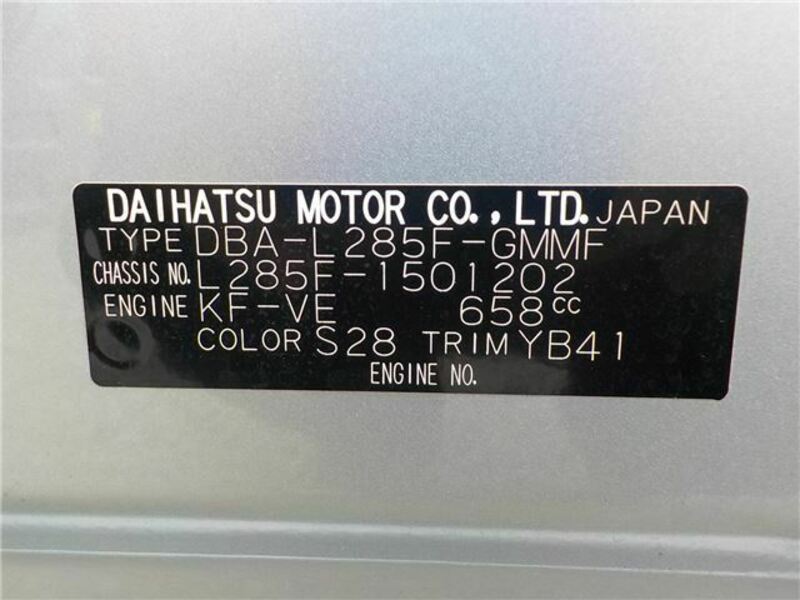 DAIHATSU MOTOR CO., LTD. JAPAN
TYPE DBA-L285F-GMMF
CHASSIS NO. L285F-1501202
ENGINE KF-VE 658cc
COLOR S28 TRIM YB41
ENGINE NO.